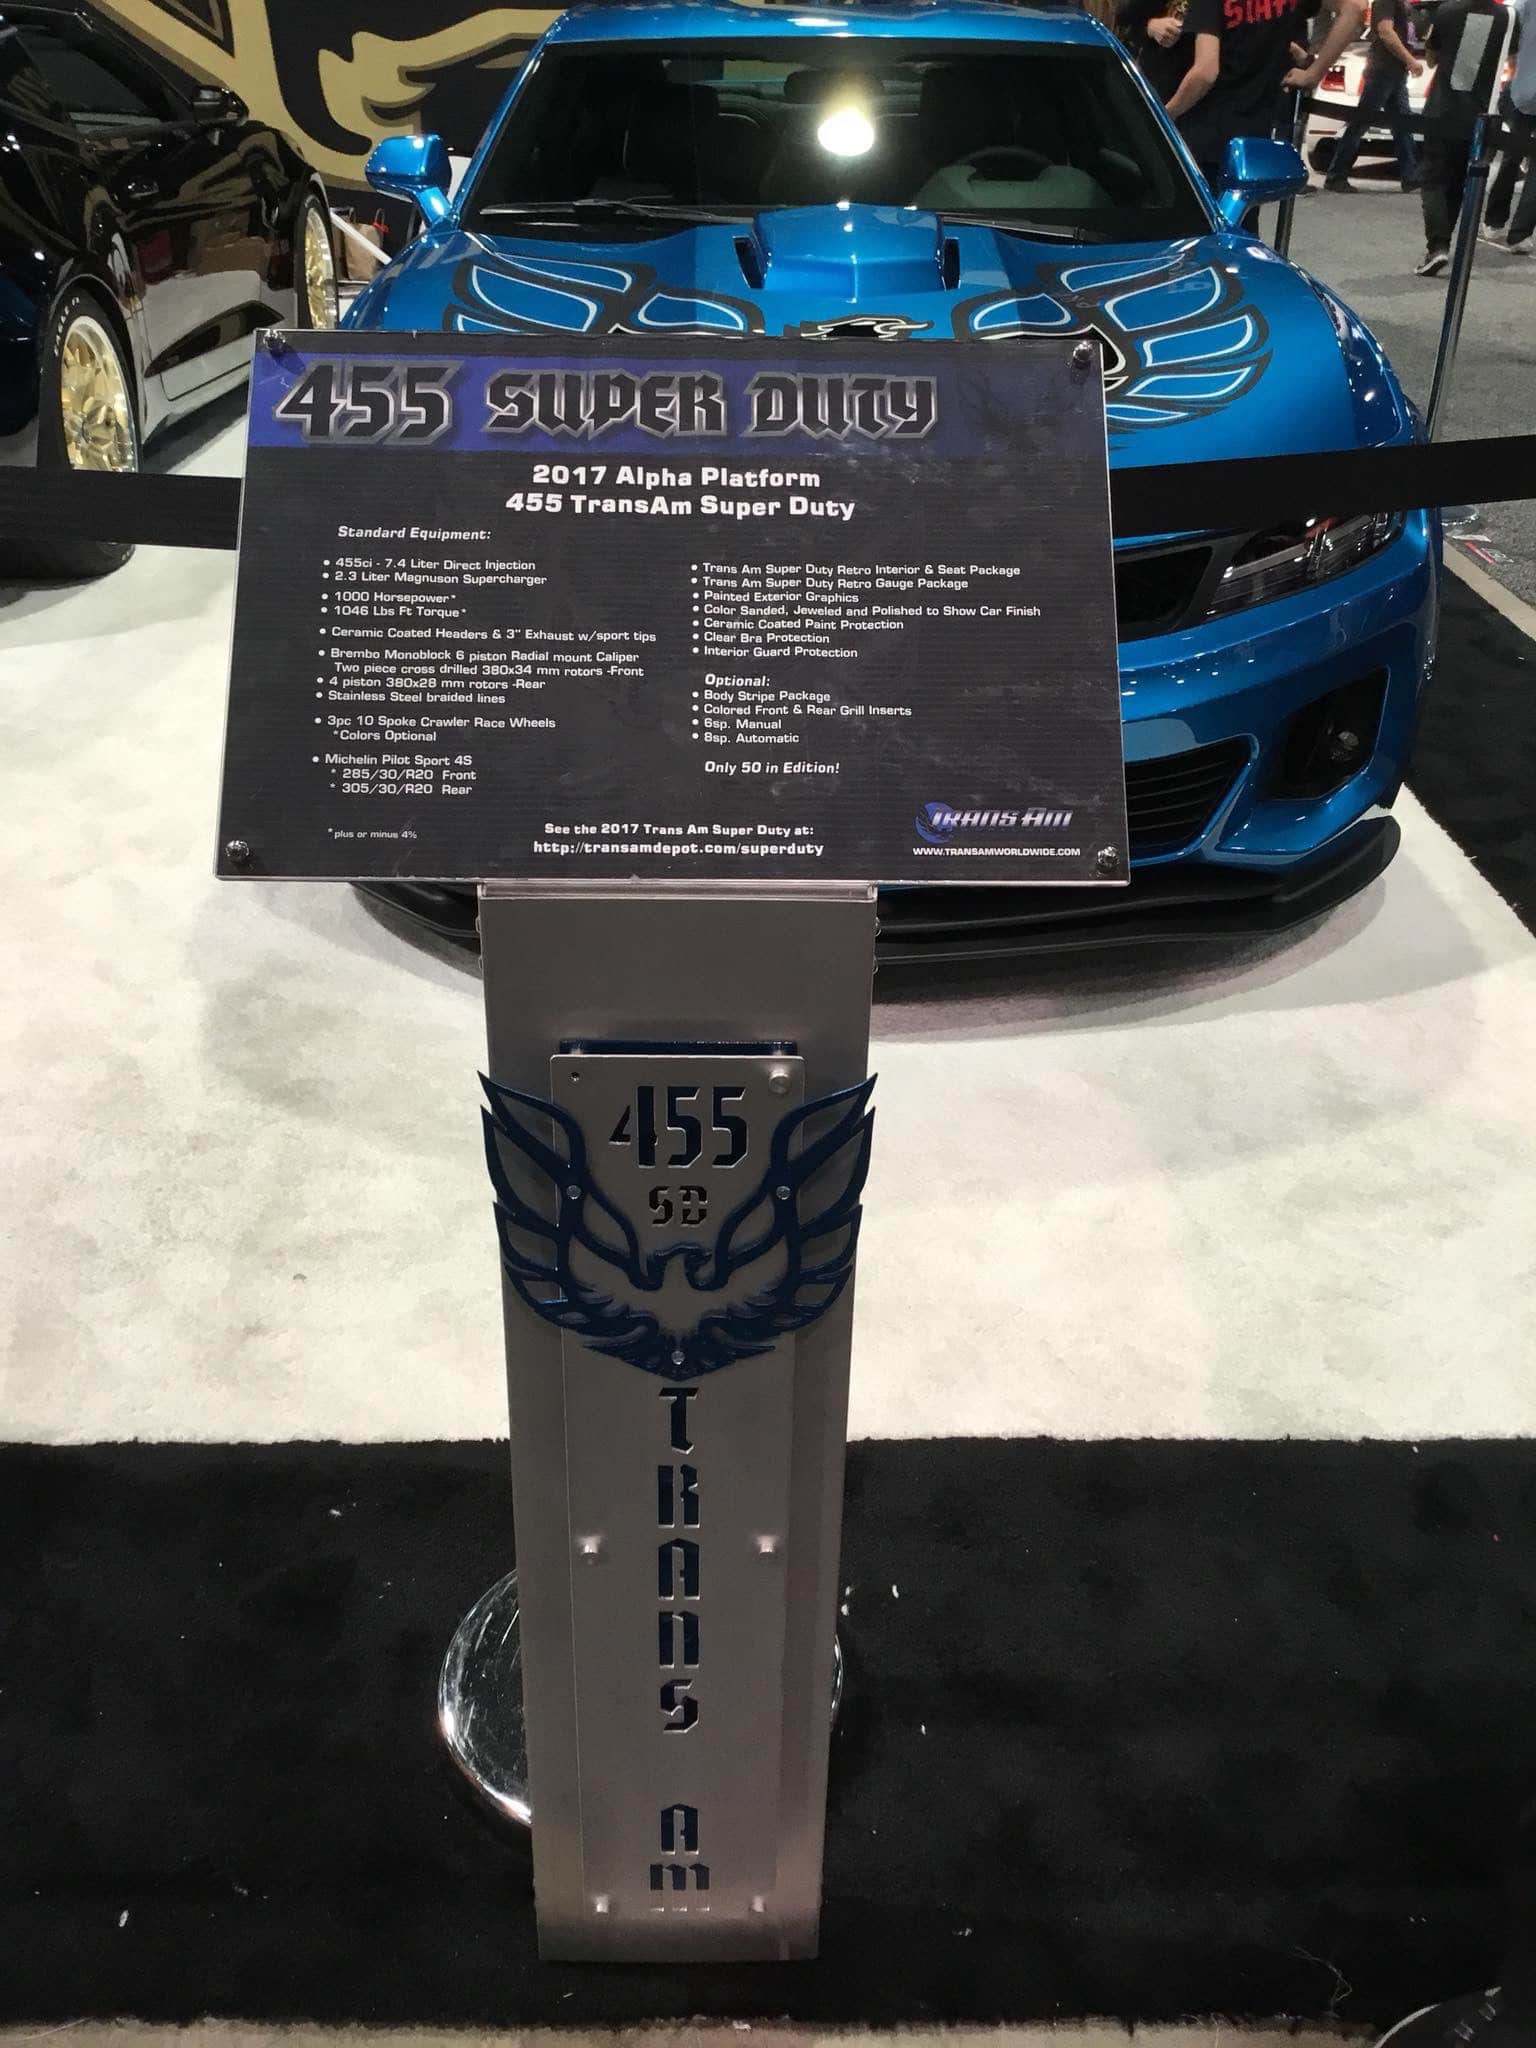 STAFF
EAGLE
455 SUPER DUTY
2017 Alpha Platform
455 TransAm Super Duty
Standard Equipment:
• 455ci - 7.4 Liter Direct Injection
• 2.3 Liter Magnuson Supercharger
• 1000 Horsepower*
• 1046 Lbs Ft Torque*
• Ceramic Coated Headers & 3" Exhaust w/sport tips
• Brembo Monoblock 6 piston Radial mount Caliper
Two piece cross drilled 380x34 mm rotors -Front
• 4 piston 380x28 mm rotors -Rear
• Stainless Steel braided lines
• 3pc 10 Spoke Crawler Race Wheels
*Colors Optional
• Michelin Pilot Sport 4S
* 285/30/R20 Front
* 305/30/R20 Rear
*plus or minus 4%
• Trans Am Super Duty Retro Interior & Seat Package
• Trans Am Super Duty Retro Gauge Package
• Painted Exterior Graphics
• Color Sanded, Jeweled and Polished to Show Car Finish
• Ceramic Coated Paint Protection
• Clear Bra Protection
• Interior Guard Protection
Optional:
• Body Stripe Package
• Colored Front & Rear Grill Inserts
• 6sp. Manual
• 8sp. Automatic
Only 50 in Edition!
See the 2017 Trans Am Super Duty at:
http://transamdepot.com/superduty
TRANS AM
WWW.TRANSAMWORLDWIDE.COM
455
SD
TRANS AM